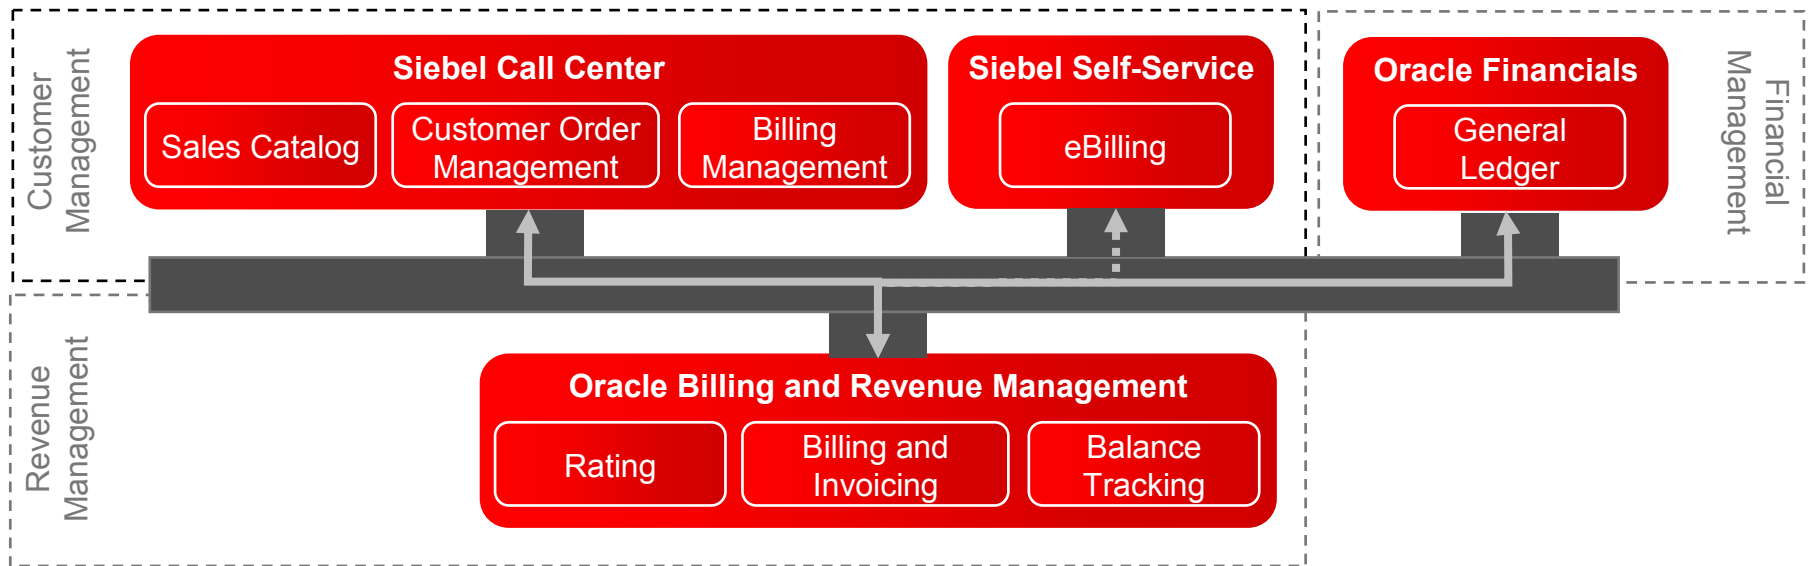 Customer
Management
Siebel Call Center
Sales Catalog
Customer Order
Management
Billing
Management
Siebel Self-Service
eBilling
Oracle Financials
General
Ledger
Financial
Management
Revenue
Management
Oracle Billing and Revenue Management
Rating
Billing and
Invoicing
Balance
Tracking